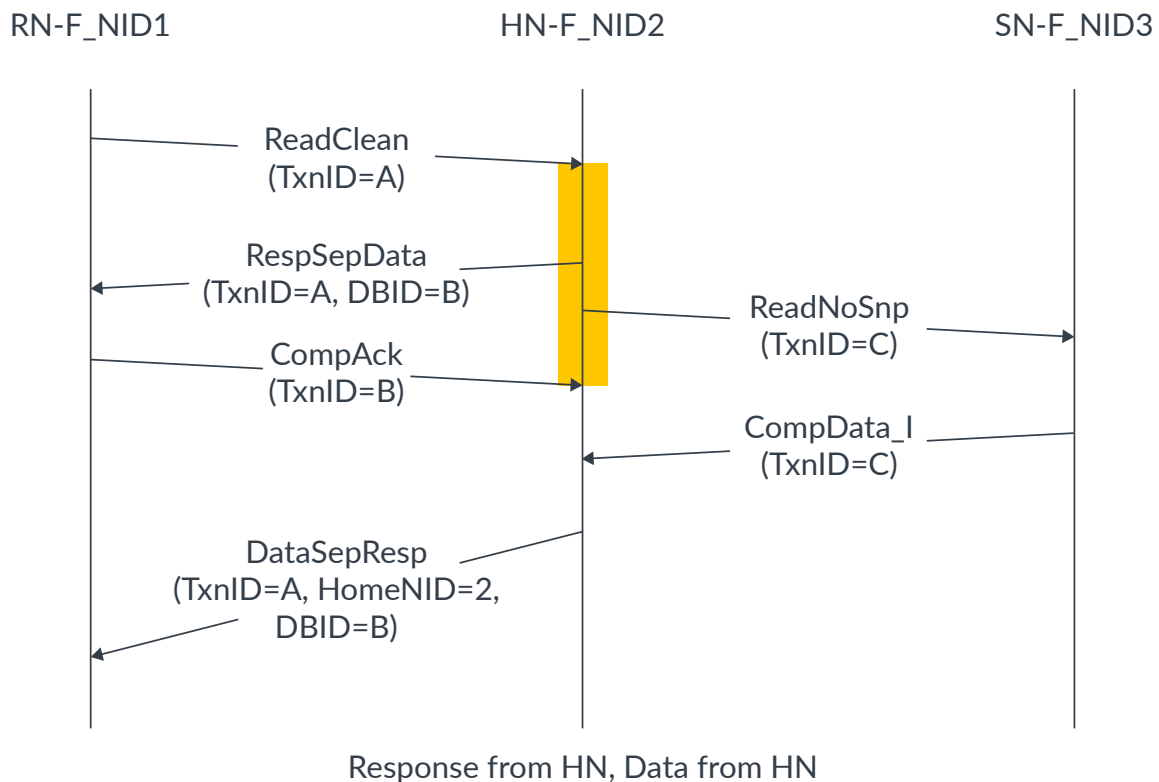 RN-F_NID1
HN-F_NID2
SN-F_NID3
ReadClean
(TxnID=A)
RespSepData
(TxnID=A, DBID=B)
ReadNoSnp
(TxnID=C)
CompAck
(TxnID=B)
CompData_I
(TxnID=C)
DataSepResp
(TxnID=A, HomeNID=2,
DBID=B)
Response from HN, Data from HN